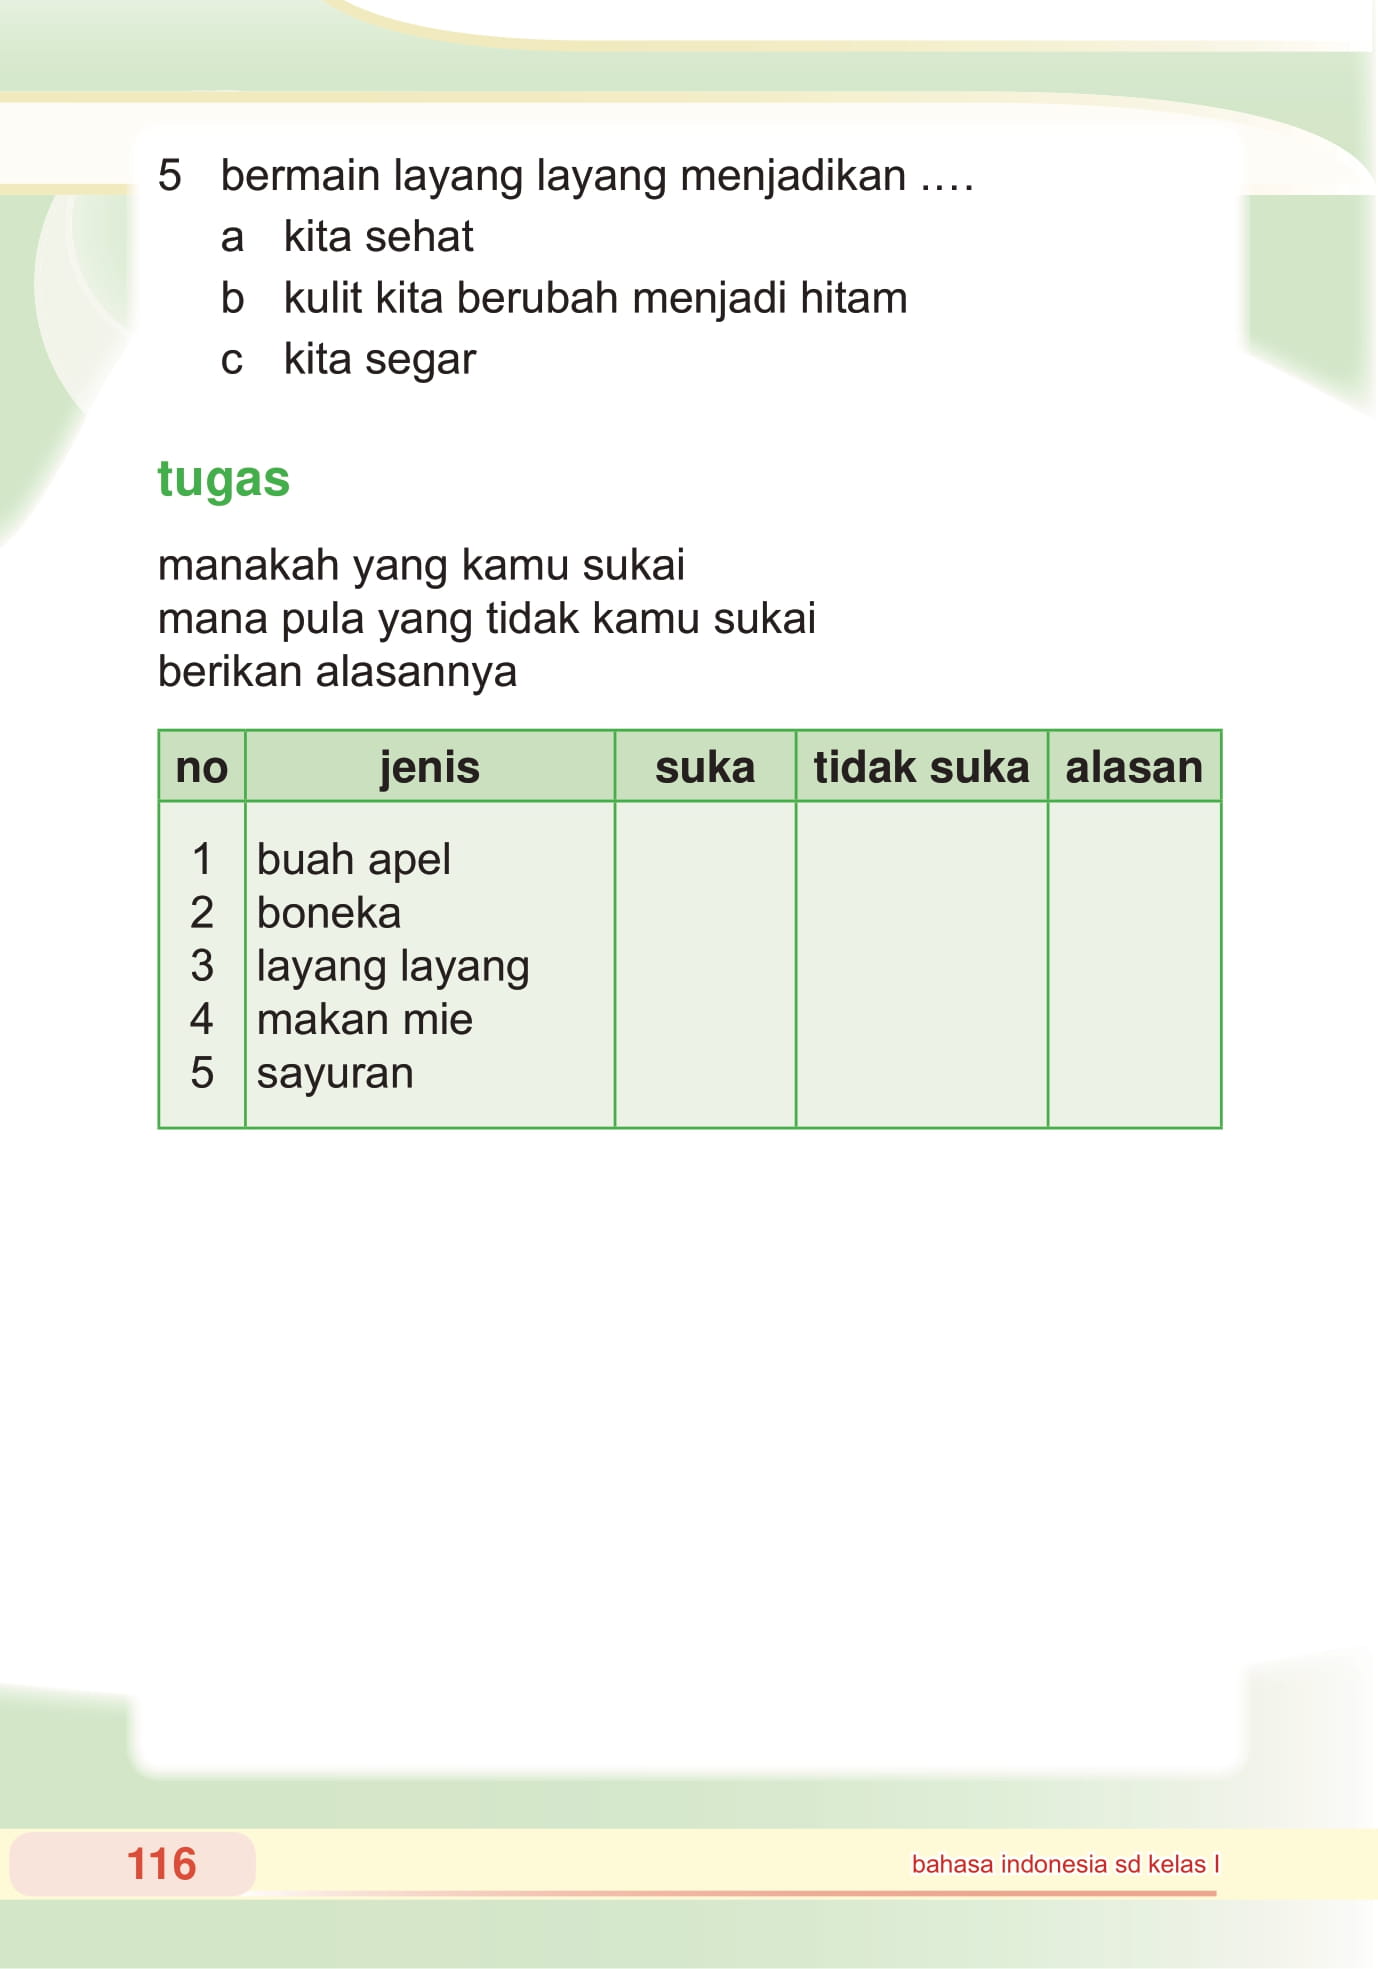 5 bermain layang layang menjadikan ....
a kita sehat
b kulit kita berubah menjadi hitam
c kita segar
tugas
manakah yang kamu sukai
mana pula yang tidak kamu sukai
berikan alasannya
no jenis suka tidak suka alasan
1 buah apel
2 boneka
3 layang layang
4 makan mie
5 sayuran
116 bahasa indonesia sd kelas I